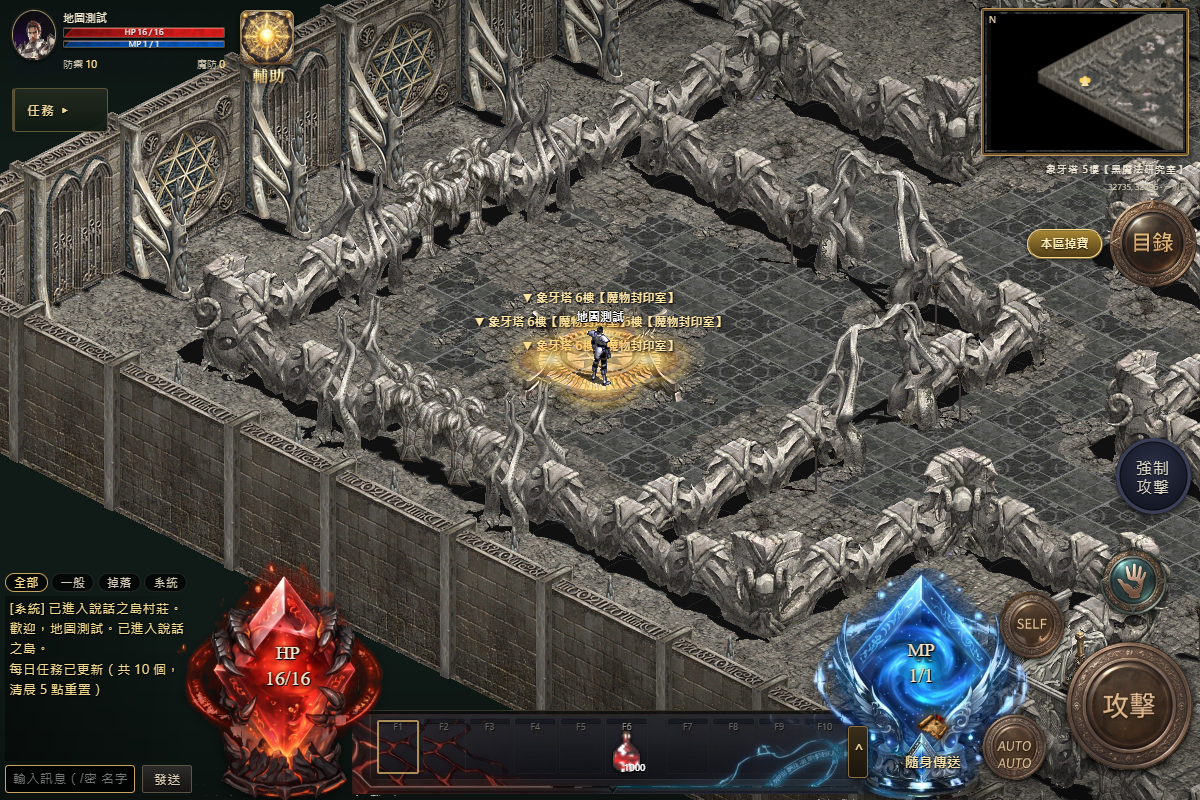 地圖測試
HP 16 / 16
MP 1 / 1
防禦 10
魔防 0
輔助
任務 ▸
N
象牙塔 5樓【黑魔法研究室】
本區掉寶
目錄
▼ 象牙塔 6樓【魔物封印室】
地圖測試
▼ 象牙塔 6樓【魔物封印室】
強制
攻擊
全部 一般 掉落 系統
[系統] 已進入說話之島村莊。
歡迎，地圖測試。已進入說話
之島。
每日任務已更新（共 10 個，
清晨 5 點重置）
HP
16/16
MP
1/1
SELF
攻擊
F1 F2 F3 F4 F5 F6 F7 F8 F9 F10
1000
^
隨身傳送
AUTO
AUTO
輸入訊息（/密 名字
發送